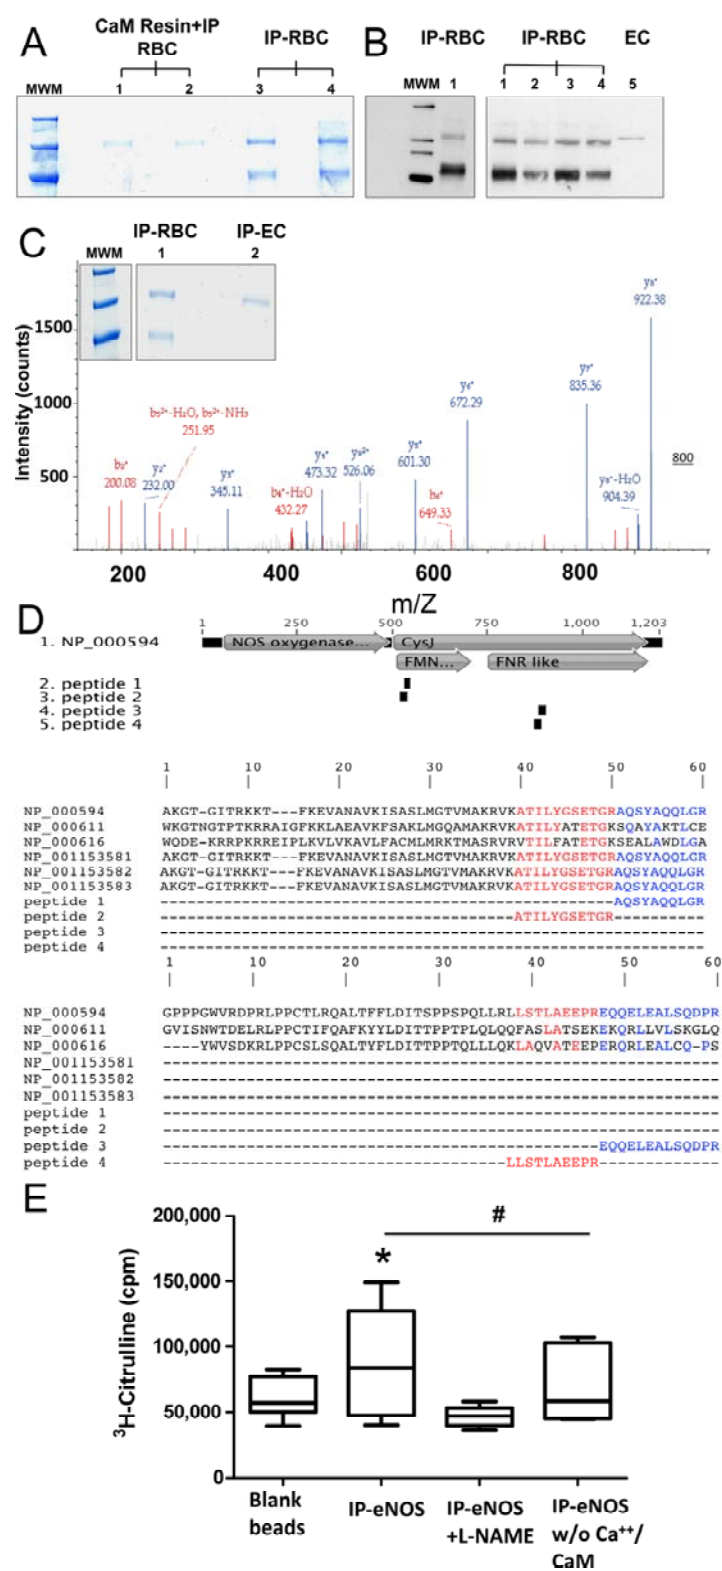 A
CaM Resin+IP
RBC
IP-RBC
MWM 1 2 3 4
B
IP-RBC IP-RBC EC
MWM 1 1 2 3 4 5
C
IP-RBC IP-EC
MWM 1 2
Intensity (counts)
1500
1000
500
y₈⁺
922.38
y₇⁺
835.36
y₆⁺
672.29
b₅²⁺-H₂O, b₅²⁺-NH₃
251.95
b₂⁺
200.08
y₂⁺
232.00
y₃⁺
345.11
b₄⁺-H₂O
432.27
473.32
526.06
y₅⁺
601.30
b₆⁺
649.33
800
y₈⁺-H₂O
904.39
200 400 600 800
m/Z
D
1 250 500 750 1,000 1,203
1. NP_000594 NOS oxygenase... CysJ
FMN... FNR like
2. peptide 1
3. peptide 2
4. peptide 3
5. peptide 4
1 10 20 30 40 50 60
NP_000594 AKGT-GITRKKT---FKEVANAVKISASLMGTVMAKRVKATILYGSETGRAQSYAQQLGR
NP_000611 WKGTNGTPTKRRAIGFKKLAEAVKFSAKLMGQAMAKRVKATILYATETGKSQAYAKTLCE
NP_000616 WQDE-KRRPKRREIPLKVLVKAVLFACMLMRKTMASRVRVTILFATETGKSEALAWDLGA
NP_001153581 AKGT-GITRKKT---FKEVANAVKISASLMGTVMAKRVKATILYGSETGRAQSYAQQLGR
NP_001153582 AKGT-GITRKKT---FKEVANAVKISASLMGTVMAKRVKATILYGSETGRAQSYAQQLGR
NP_001153583 AKGT-GITRKKT---FKEVANAVKISASLMGTVMAKRVKATILYGSETGRAQSYAQQLGR
peptide 1 --------------------------------------------------AQSYAQQLGR
peptide 2 ---------------------------------------ATILYGSETGR----------
peptide 3 ------------------------------------------------------------
peptide 4 ------------------------------------------------------------
1 10 20 30 40 50 60
NP_000594 GPPPGWVRDPRLPPCTLRQALTFFLDITSPPSPQLLRLLSTLAEEPREQQELEALSQDPR
NP_000611 GVISNWTDELRLPPCTIFQAFKYYLDITTPPTPLQLQQFASLATSEKEKQRLLVLSKGLQ
NP_000616 ----YWVSDKRLPPCSLSQALTYFLDITTPPTQLLLQKLAQVATEEPERQRLEALCQ-PS
NP_001153581 ------------------------------------------------------------
NP_001153582 ------------------------------------------------------------
NP_001153583 ------------------------------------------------------------
peptide 1 ------------------------------------------------------------
peptide 2 ------------------------------------------------------------
peptide 3 -----------------------------------------------EQQELEALSQDPR
peptide 4 -------------------------------------LLSTLAEEPR-------------
E
³H-Citrulline (cpm)
200,000
150,000
100,000
50,000
0
* #
Blank
beads
IP-eNOS
IP-eNOS
+L-NAME
IP-eNOS
w/o Ca⁺⁺/
CaM